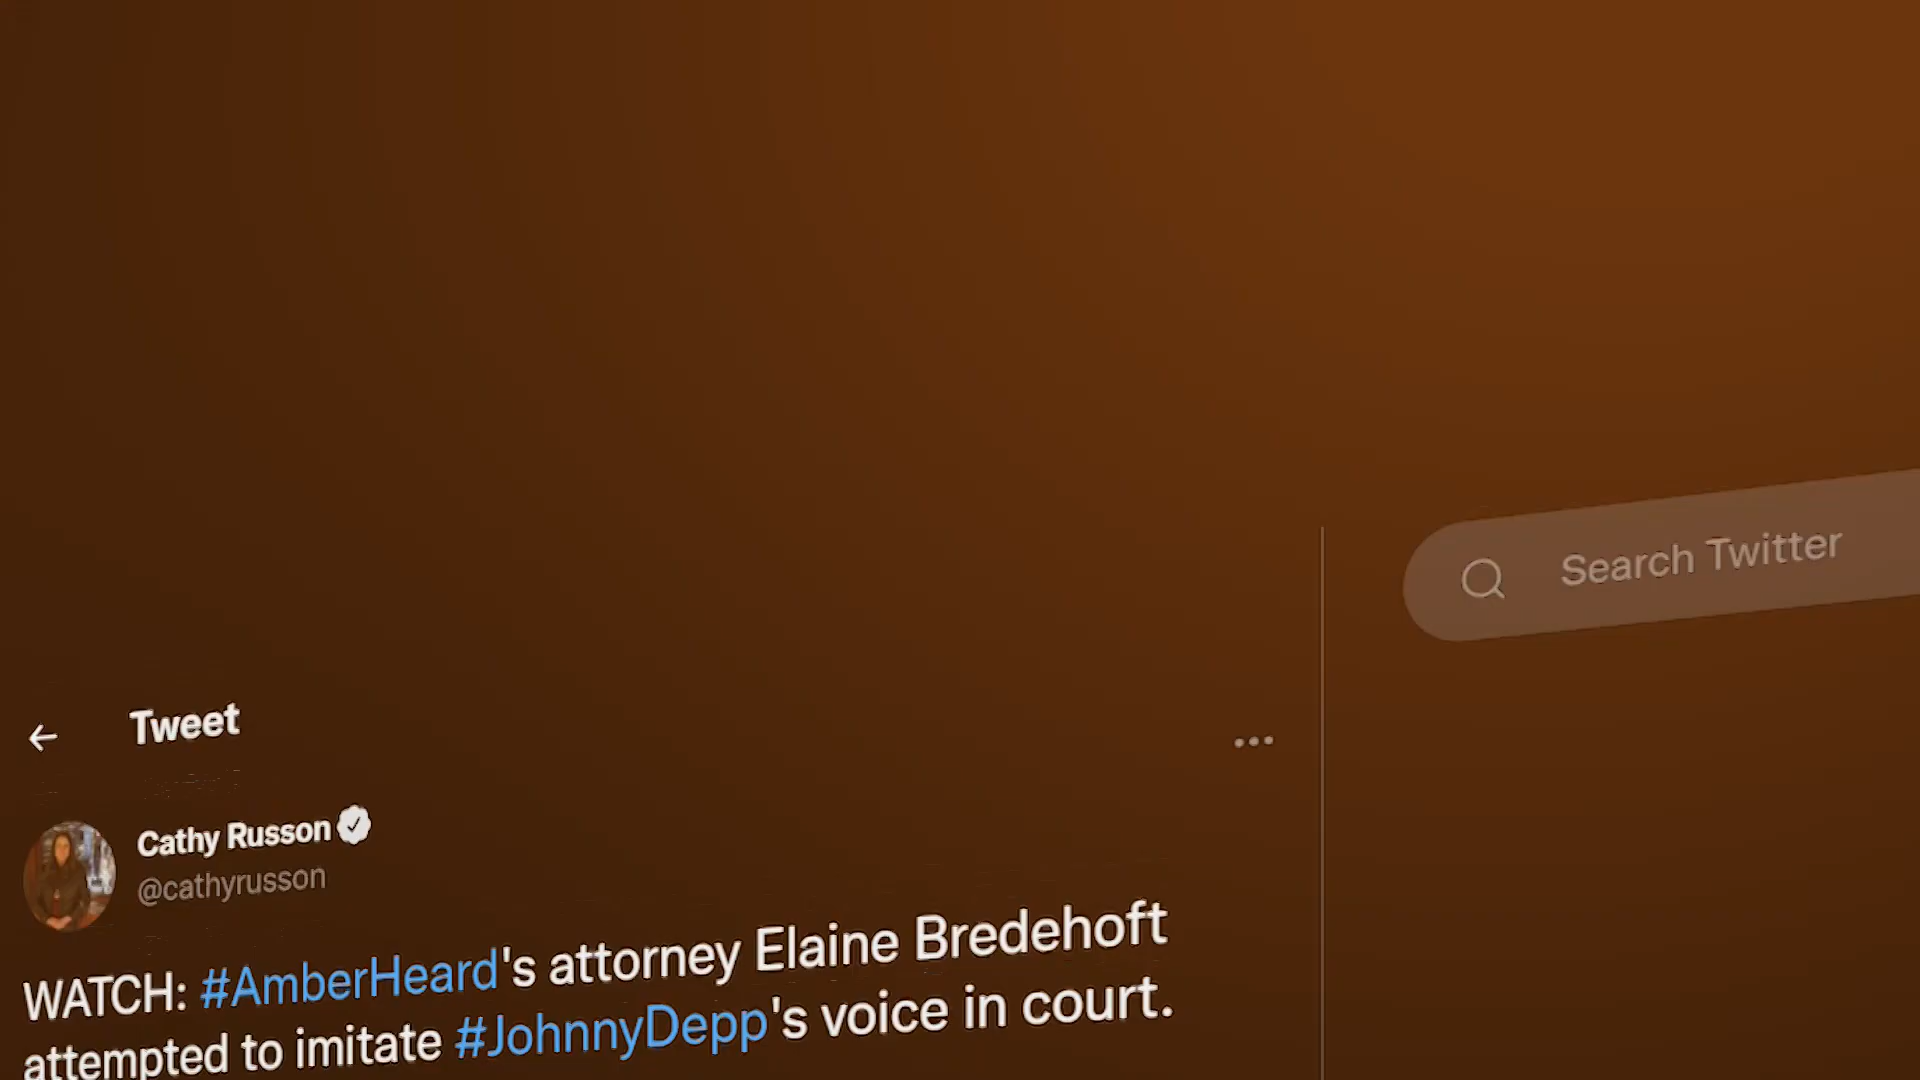 Search Twitter
Tweet
Cathy Russon
@cathyrusson
WATCH: #AmberHeard's attorney Elaine Bredehoft
attempted to imitate #JohnnyDepp's voice in court.